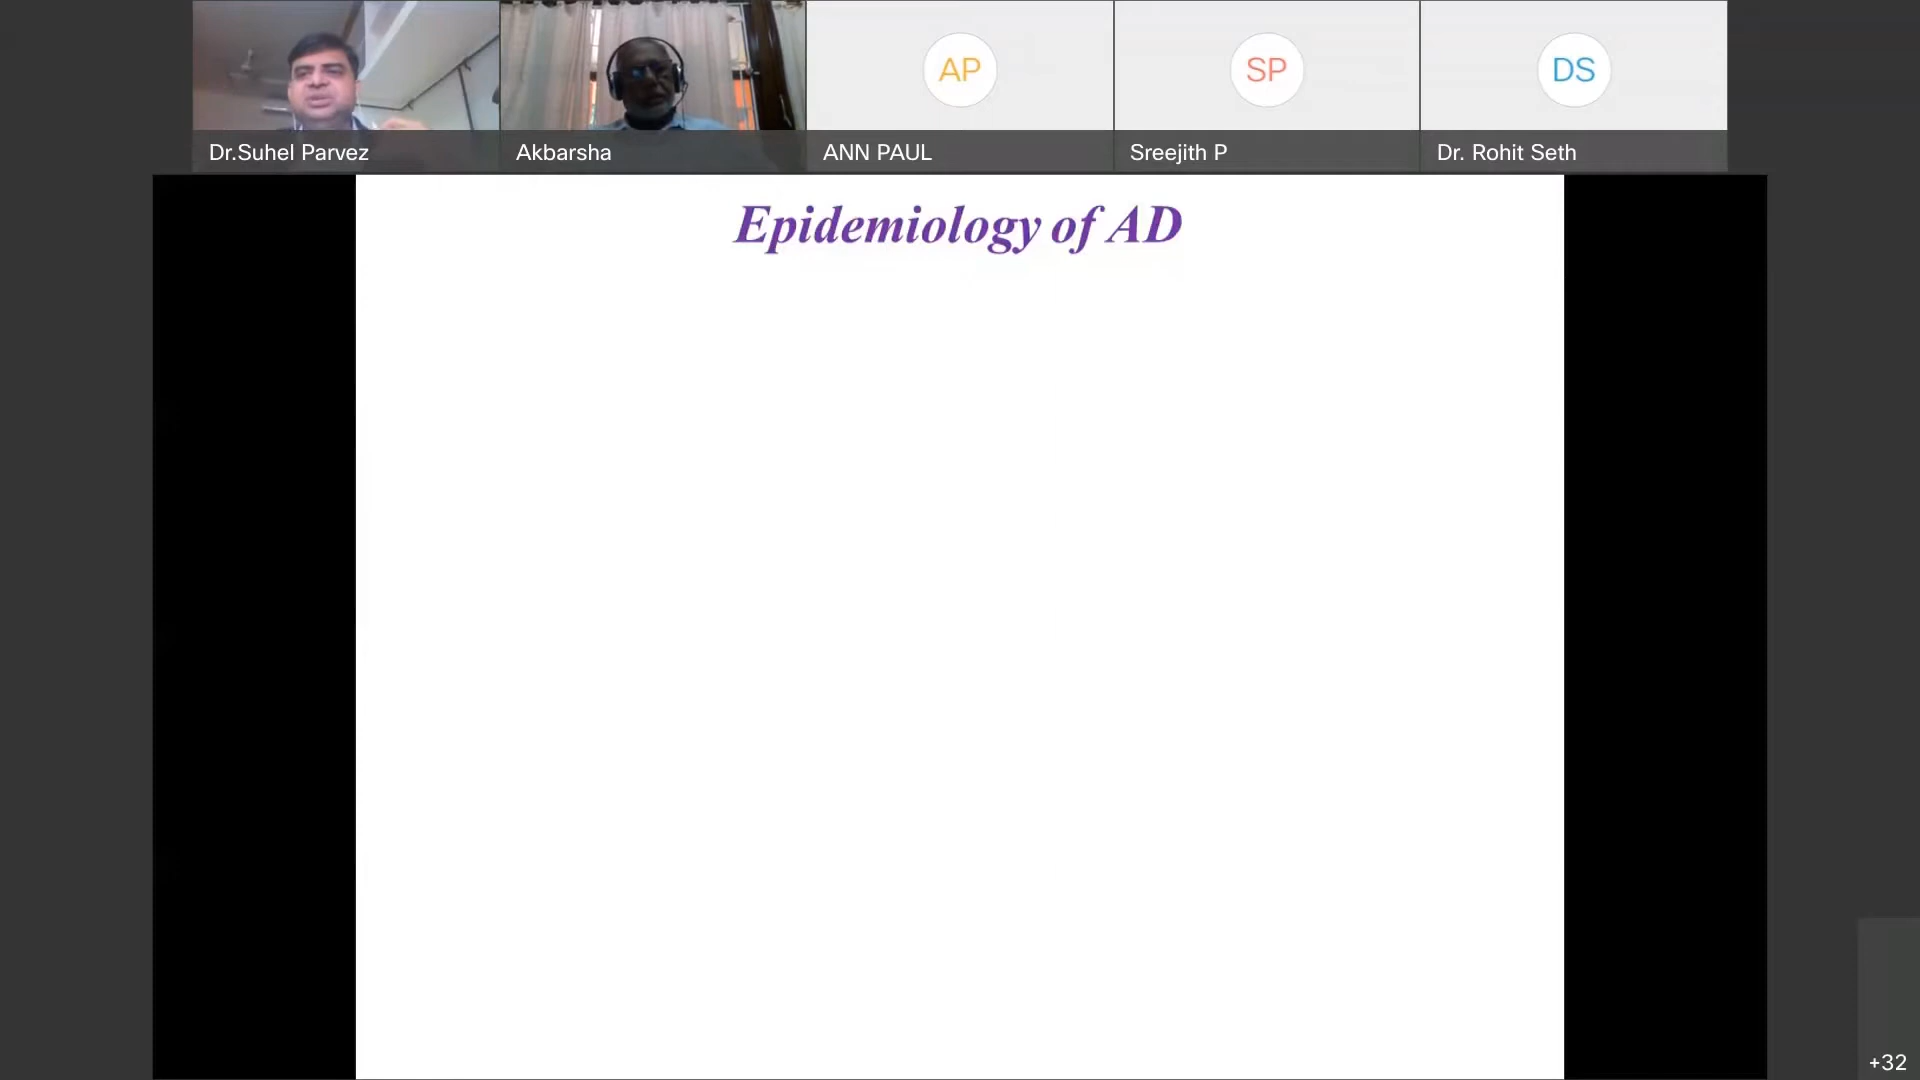 AP
SP
DS
Dr.Suhel Parvez
Akbarsha
ANN PAUL
Sreejith P
Dr. Rohit Seth
Epidemiology of AD
+32